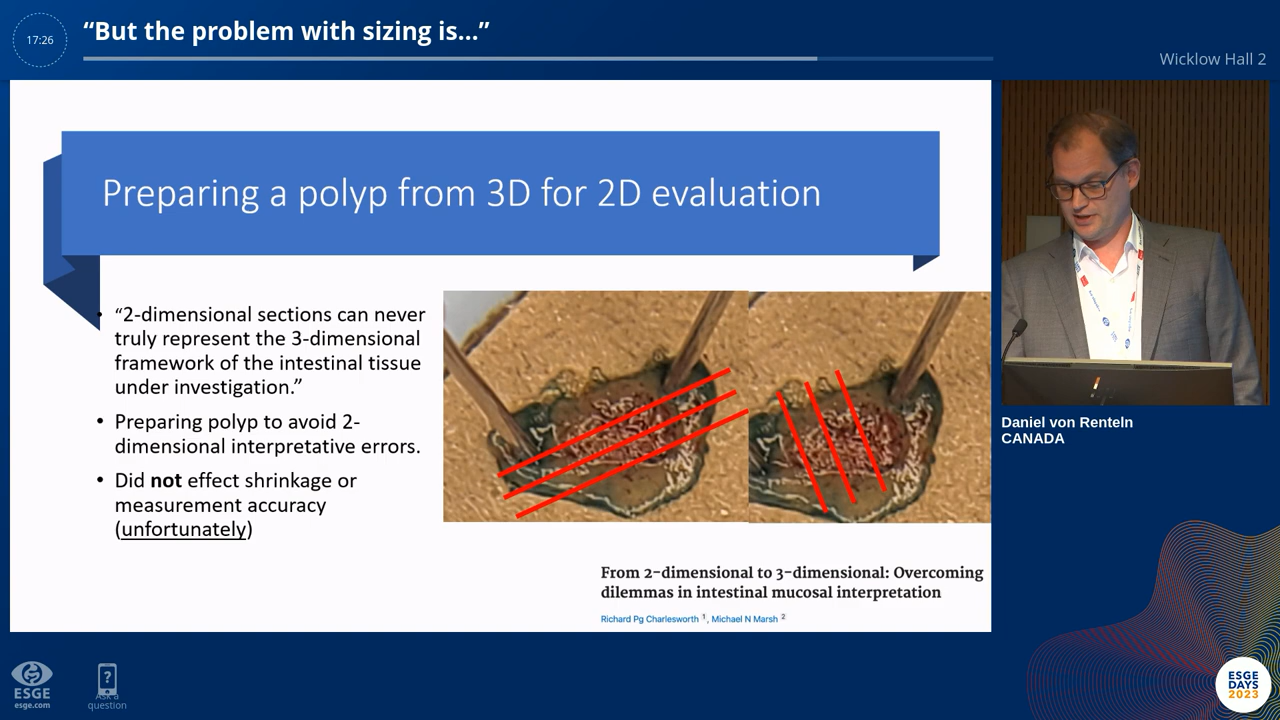 17:26
“But the problem with sizing is...”
Wicklow Hall 2
Preparing a polyp from 3D for 2D evaluation
• “2-dimensional sections can never
truly represent the 3-dimensional
framework of the intestinal tissue
under investigation.”
• Preparing polyp to avoid 2-
dimensional interpretative errors.
• Did not effect shrinkage or
measurement accuracy
(unfortunately)
From 2-dimensional to 3-dimensional: Overcoming
dilemmas in intestinal mucosal interpretation
Richard Pg Charlesworth 1, Michael N Marsh 2
Daniel von Renteln
CANADA
ESGE
esge.com
?
Ask a
question
ESGE
DAYS
2023